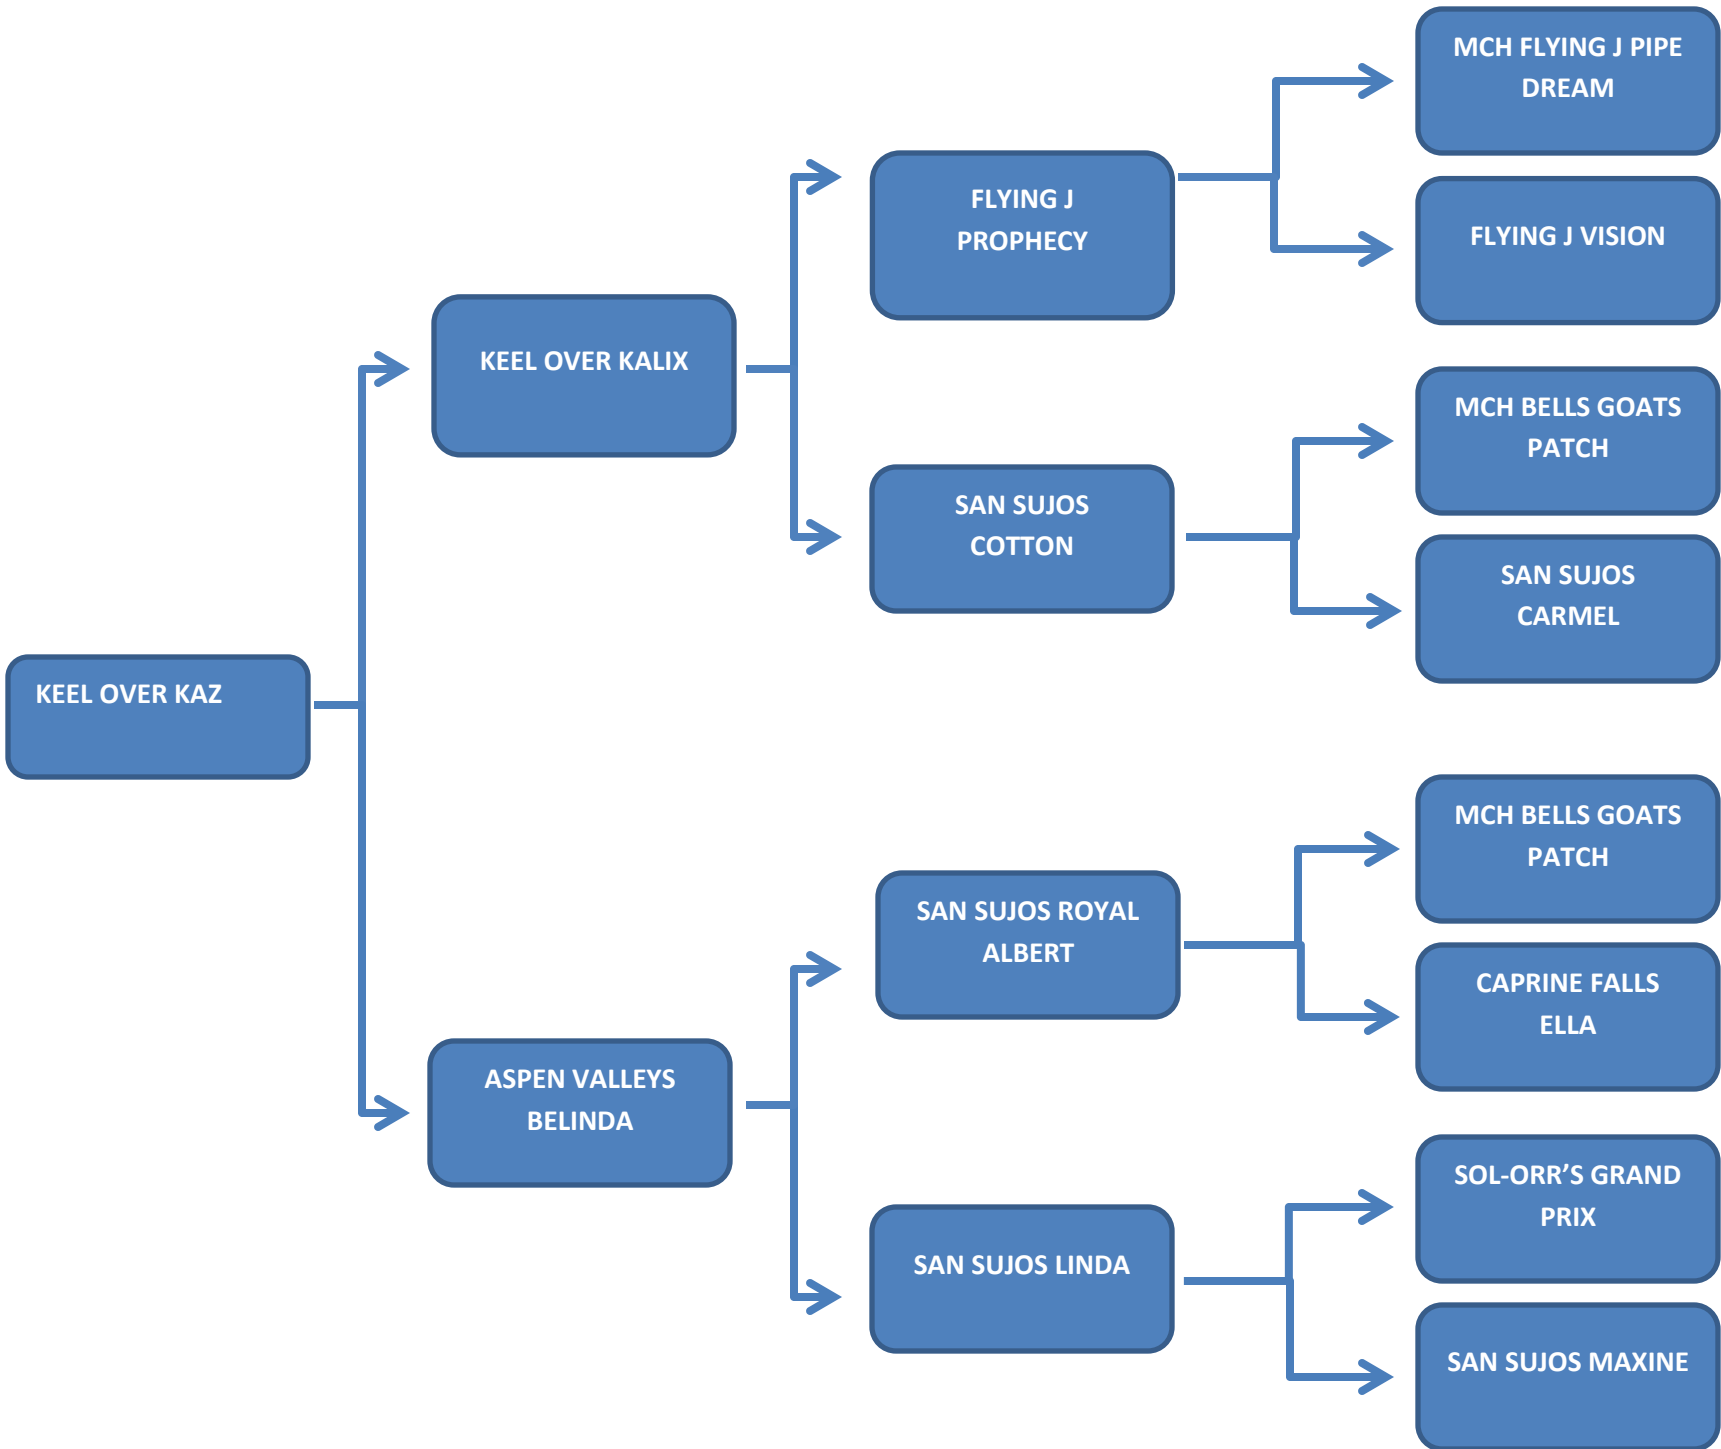 MCH FLYING J PIPE
DREAM
FLYING J
PROPHECY
FLYING J VISION
KEEL OVER KALIX
MCH BELLS GOATS
PATCH
SAN SUJOS
COTTON
SAN SUJOS
CARMEL
KEEL OVER KAZ
MCH BELLS GOATS
PATCH
SAN SUJOS ROYAL
ALBERT
CAPRINE FALLS
ELLA
ASPEN VALLEYS
BELINDA
SOL-ORR’S GRAND
PRIX
SAN SUJOS LINDA
SAN SUJOS MAXINE